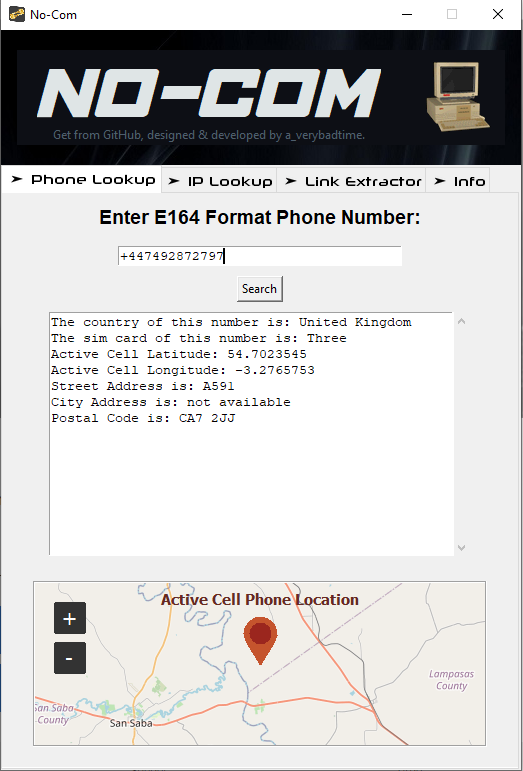 No-Com
NO-COM
Get from GitHub, designed & developed by a_verybadtime.
➤ Phone Lookup ➤ IP Lookup ➤ Link Extractor ➤ Info
Enter E164 Format Phone Number:
+447492872797
Search
The country of this number is: United Kingdom
The sim card of this number is: Three
Active Cell Latitude: 54.7023545
Active Cell Longitude: -3.2765753
Street Address is: A591
City Address is: not available
Postal Code is: CA7 2JJ
Active Cell Phone Location
+
-
Lampasas
County
San Saba
County
San Saba